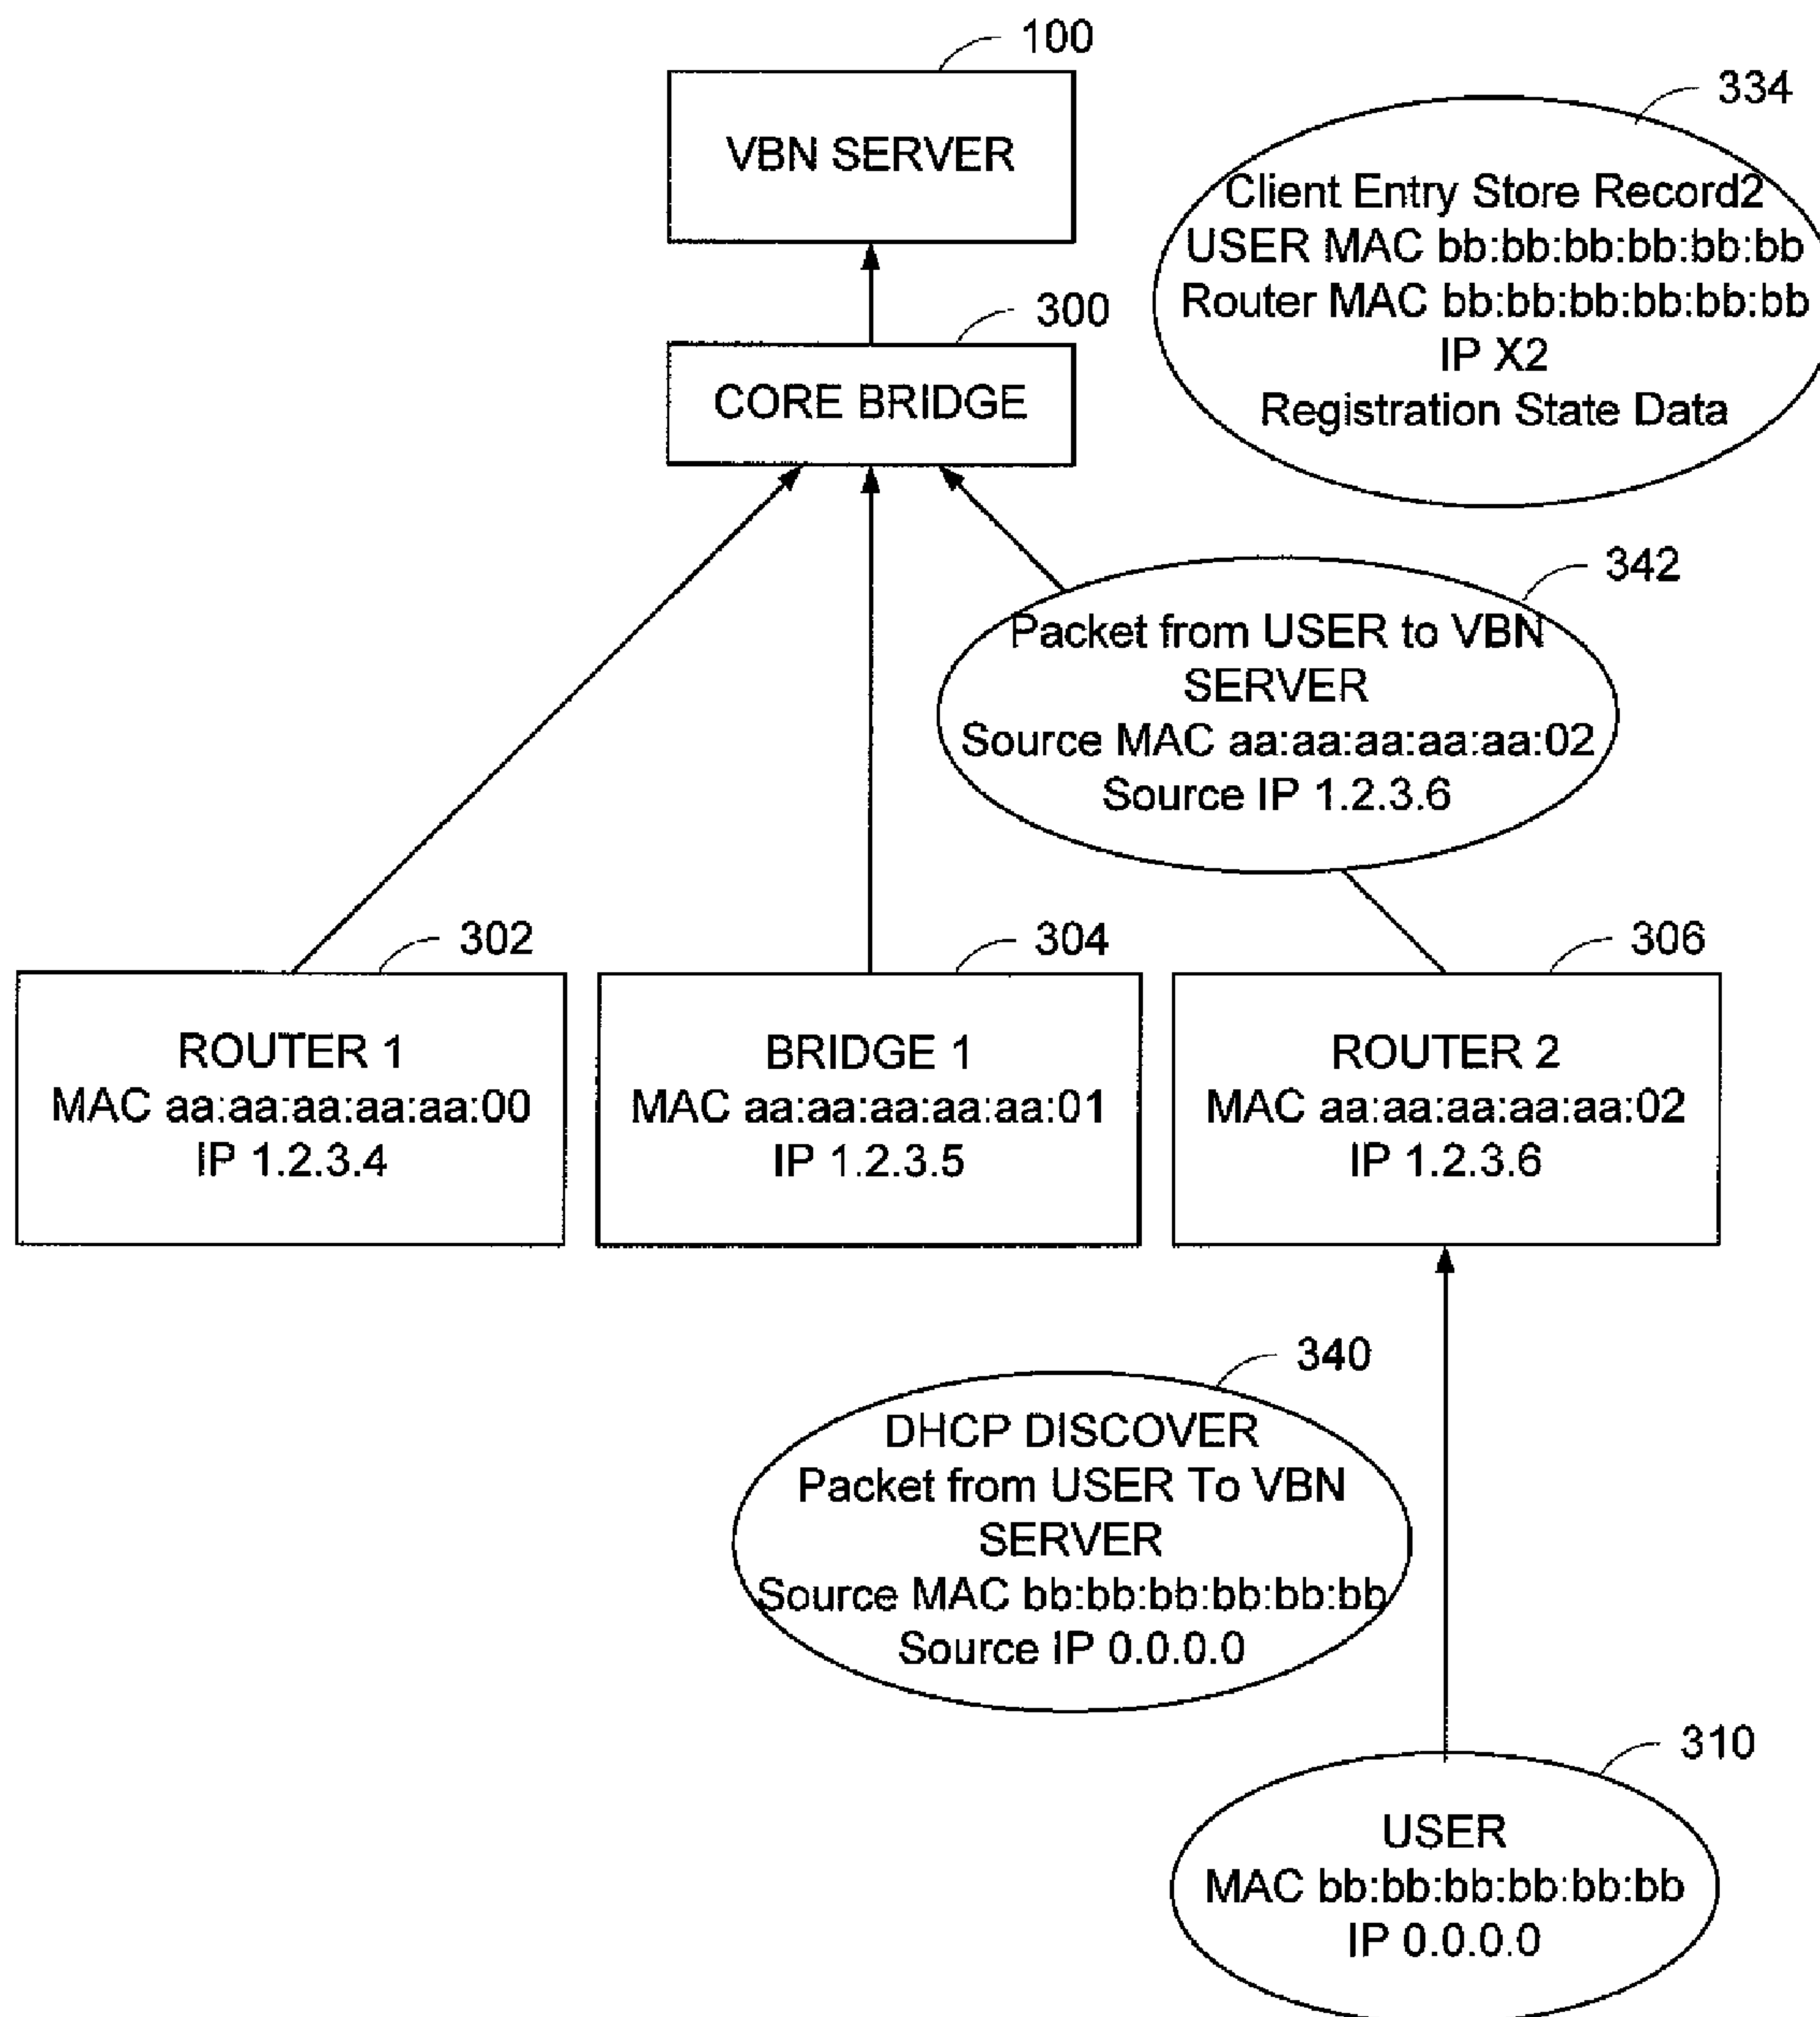 100
VBN SERVER
334
Client Entry Store Record2
USER MAC bb:bb:bb:bb:bb:bb
Router MAC bb:bb:bb:bb:bb:bb
IP X2
Registration State Data
300
CORE BRIDGE
342
Packet from USER to VBN
SERVER
Source MAC aa:aa:aa:aa:aa:02
Source IP 1.2.3.6
302
ROUTER 1
MAC aa:aa:aa:aa:aa:00
IP 1.2.3.4
304
BRIDGE 1
MAC aa:aa:aa:aa:aa:01
IP 1.2.3.5
306
ROUTER 2
MAC aa:aa:aa:aa:aa:02
IP 1.2.3.6
340
DHCP DISCOVER
Packet from USER To VBN
SERVER
Source MAC bb:bb:bb:bb:bb:bb
Source IP 0.0.0.0
310
USER
MAC bb:bb:bb:bb:bb:bb
IP 0.0.0.0